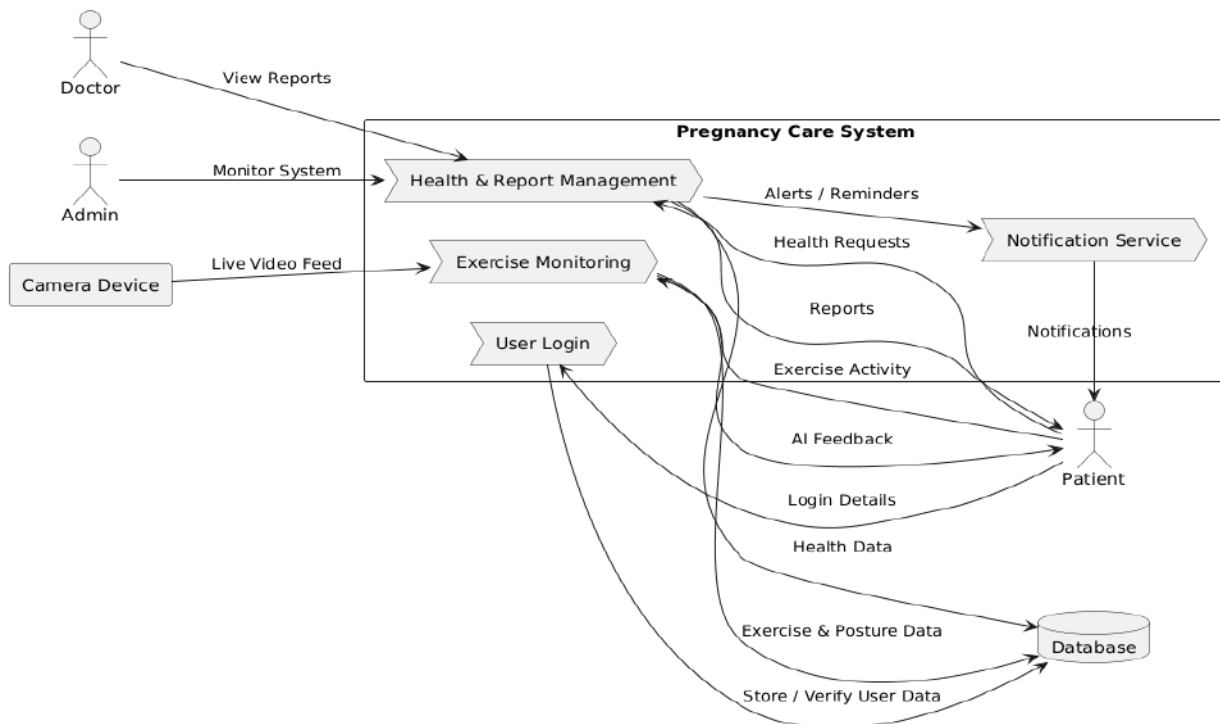 Doctor
View Reports
Pregnancy Care System
Admin
Monitor System
Health & Report Management
Alerts / Reminders
Notification Service
Camera Device
Live Video Feed
Exercise Monitoring
Health Requests
Reports
Notifications
User Login
Exercise Activity
AI Feedback
Patient
Login Details
Health Data
Exercise & Posture Data
Database
Store / Verify User Data